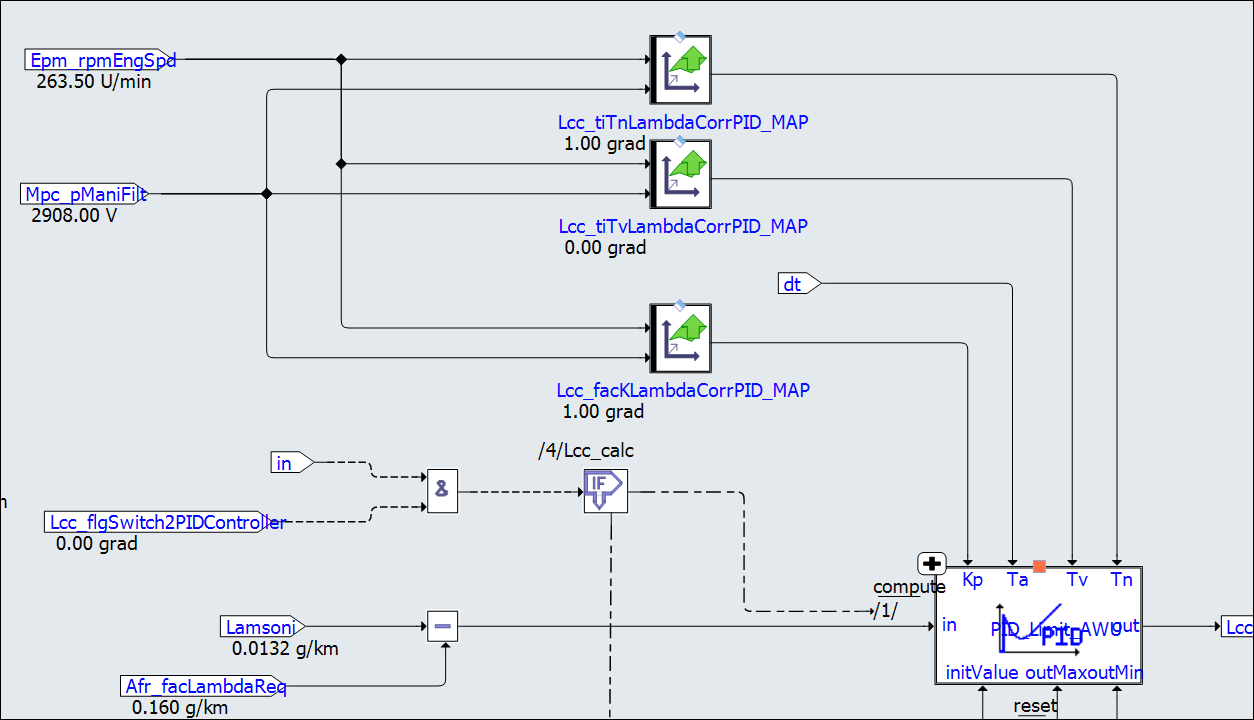 Epm_rpmEngSpd
263.50 U/min
Lcc_tiTnLambdaCorrPID_MAP
1.00 grad
Mpc_pManiFilt
2908.00 V
Lcc_tiTvLambdaCorrPID_MAP
0.00 grad
dt
Lcc_facKLambdaCorrPID_MAP
1.00 grad
/4/Lcc_calc
in
IF
&
Lcc_flgSwitch2PIDController
0.00 grad
compute
/1/
Kp Ta Tv Tn
Lamsoni
0.0132 g/km
in PID_Limit_AWU out
PID
Lcc
Afr_facLambdaReq
0.160 g/km
initValue outMax outMin
reset